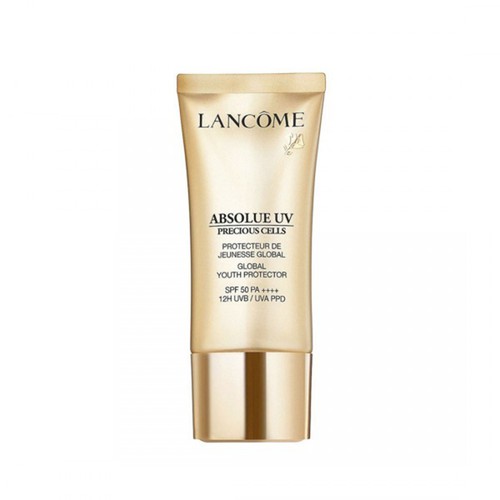 LANCÔME
ABSOLUE UV
PRECIOUS CELLS
PROTECTEUR DE
JEUNESSE GLOBAL
GLOBAL
YOUTH PROTECTOR
SPF 50 PA ++++
12H UVB / UVA PPD